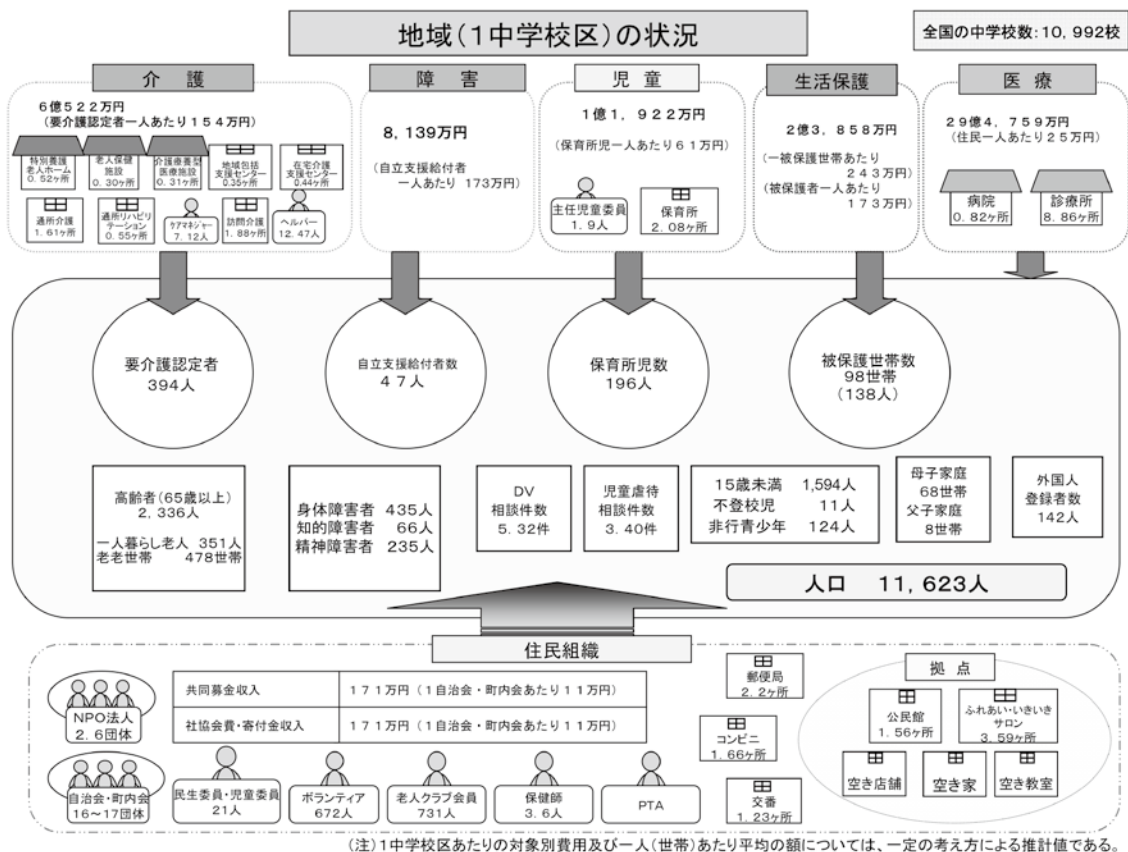 地域（１中学校区）の状況
全国の中学校数：１０，９９２校
介　護
６億５２２万円
（要介護認定者一人あたり１５４万円）
特別養護
老人ホーム
０．５２ヶ所
老人保健
施設
０．３０ヶ所
介護療養型
医療施設
０．３１ヶ所
地域包括
支援センター
０．３５ヶ所
在宅介護
支援センター
０．４４ヶ所
通所介護
１．６１ヶ所
通所リハビリ
テーション
０．５５ヶ所
ケアマネジャー
７．１２人
訪問介護
１．８８ヶ所
ヘルパー
１２．４７人
障　害
８，１３９万円
（自立支援給付者
一人あたり　１７３万円）
児　童
１億１，９２２万円
（保育所児一人あたり６１万円）
主任児童委員
１．９人
保育所
２．０８ヶ所
生活保護
２億３，８５８万円
（一被保護世帯あたり
２４３万円）
（被保護者一人あたり
１７３万円）
医　療
２９億４，７５９万円
（住民一人あたり２５万円）
病院
０．８２ヶ所
診療所
８．８６ヶ所
要介護認定者
394人
自立支援給付者数
４７人
保育所児数
196人
被保護世帯数
98世帯
（138人）
高齢者（65歳以上）
２，３３６人
一人暮らし老人　351人
老老世帯　478世帯
身体障害者　435人
知的障害者　66人
精神障害者　235人
DV
相談件数
５．３２件
児童虐待
相談件数
３．４０件
15歳未満　1,594人
不登校児　11人
非行青少年　124人
母子家庭
68世帯
父子家庭
8世帯
外国人
登録者数
142人
人口　１１，６２３人
住民組織
NPO法人
２．６団体
自治会・町内会
16～17団体
共同募金収入　１７１万円（１自治会・町内会あたり１１万円）
社協会費・寄付金収入　１７１万円（１自治会・町内会あたり１１万円）
民生委員・児童委員
21人
ボランティア
672人
老人クラブ会員
731人
保健師
３．６人
PTA
郵便局
２．２ヶ所
コンビニ
１．６６ヶ所
交番
１．２３ヶ所
拠　点
公民館
１．５６ヶ所
ふれあい・いきいき
サロン
３．５９ヶ所
空き店舗
空き家
空き教室
（注）１中学校区あたりの対象別費用及び一人（世帯）あたり平均の額については、一定の考え方による推計値である。